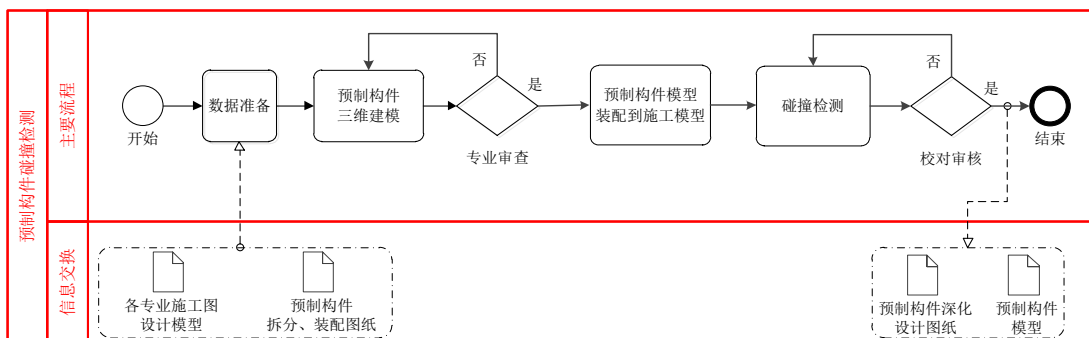 预制构件碰撞检测
主要流程
开始
数据准备
预制构件
三维建模
否
是
专业审查
预制构件模型
装配到施工模型
碰撞检测
否
是
校对审核
结束
信息交换
各专业施工图
设计模型
预制构件
拆分、装配图纸
预制构件深化
设计图纸
预制构件
模型